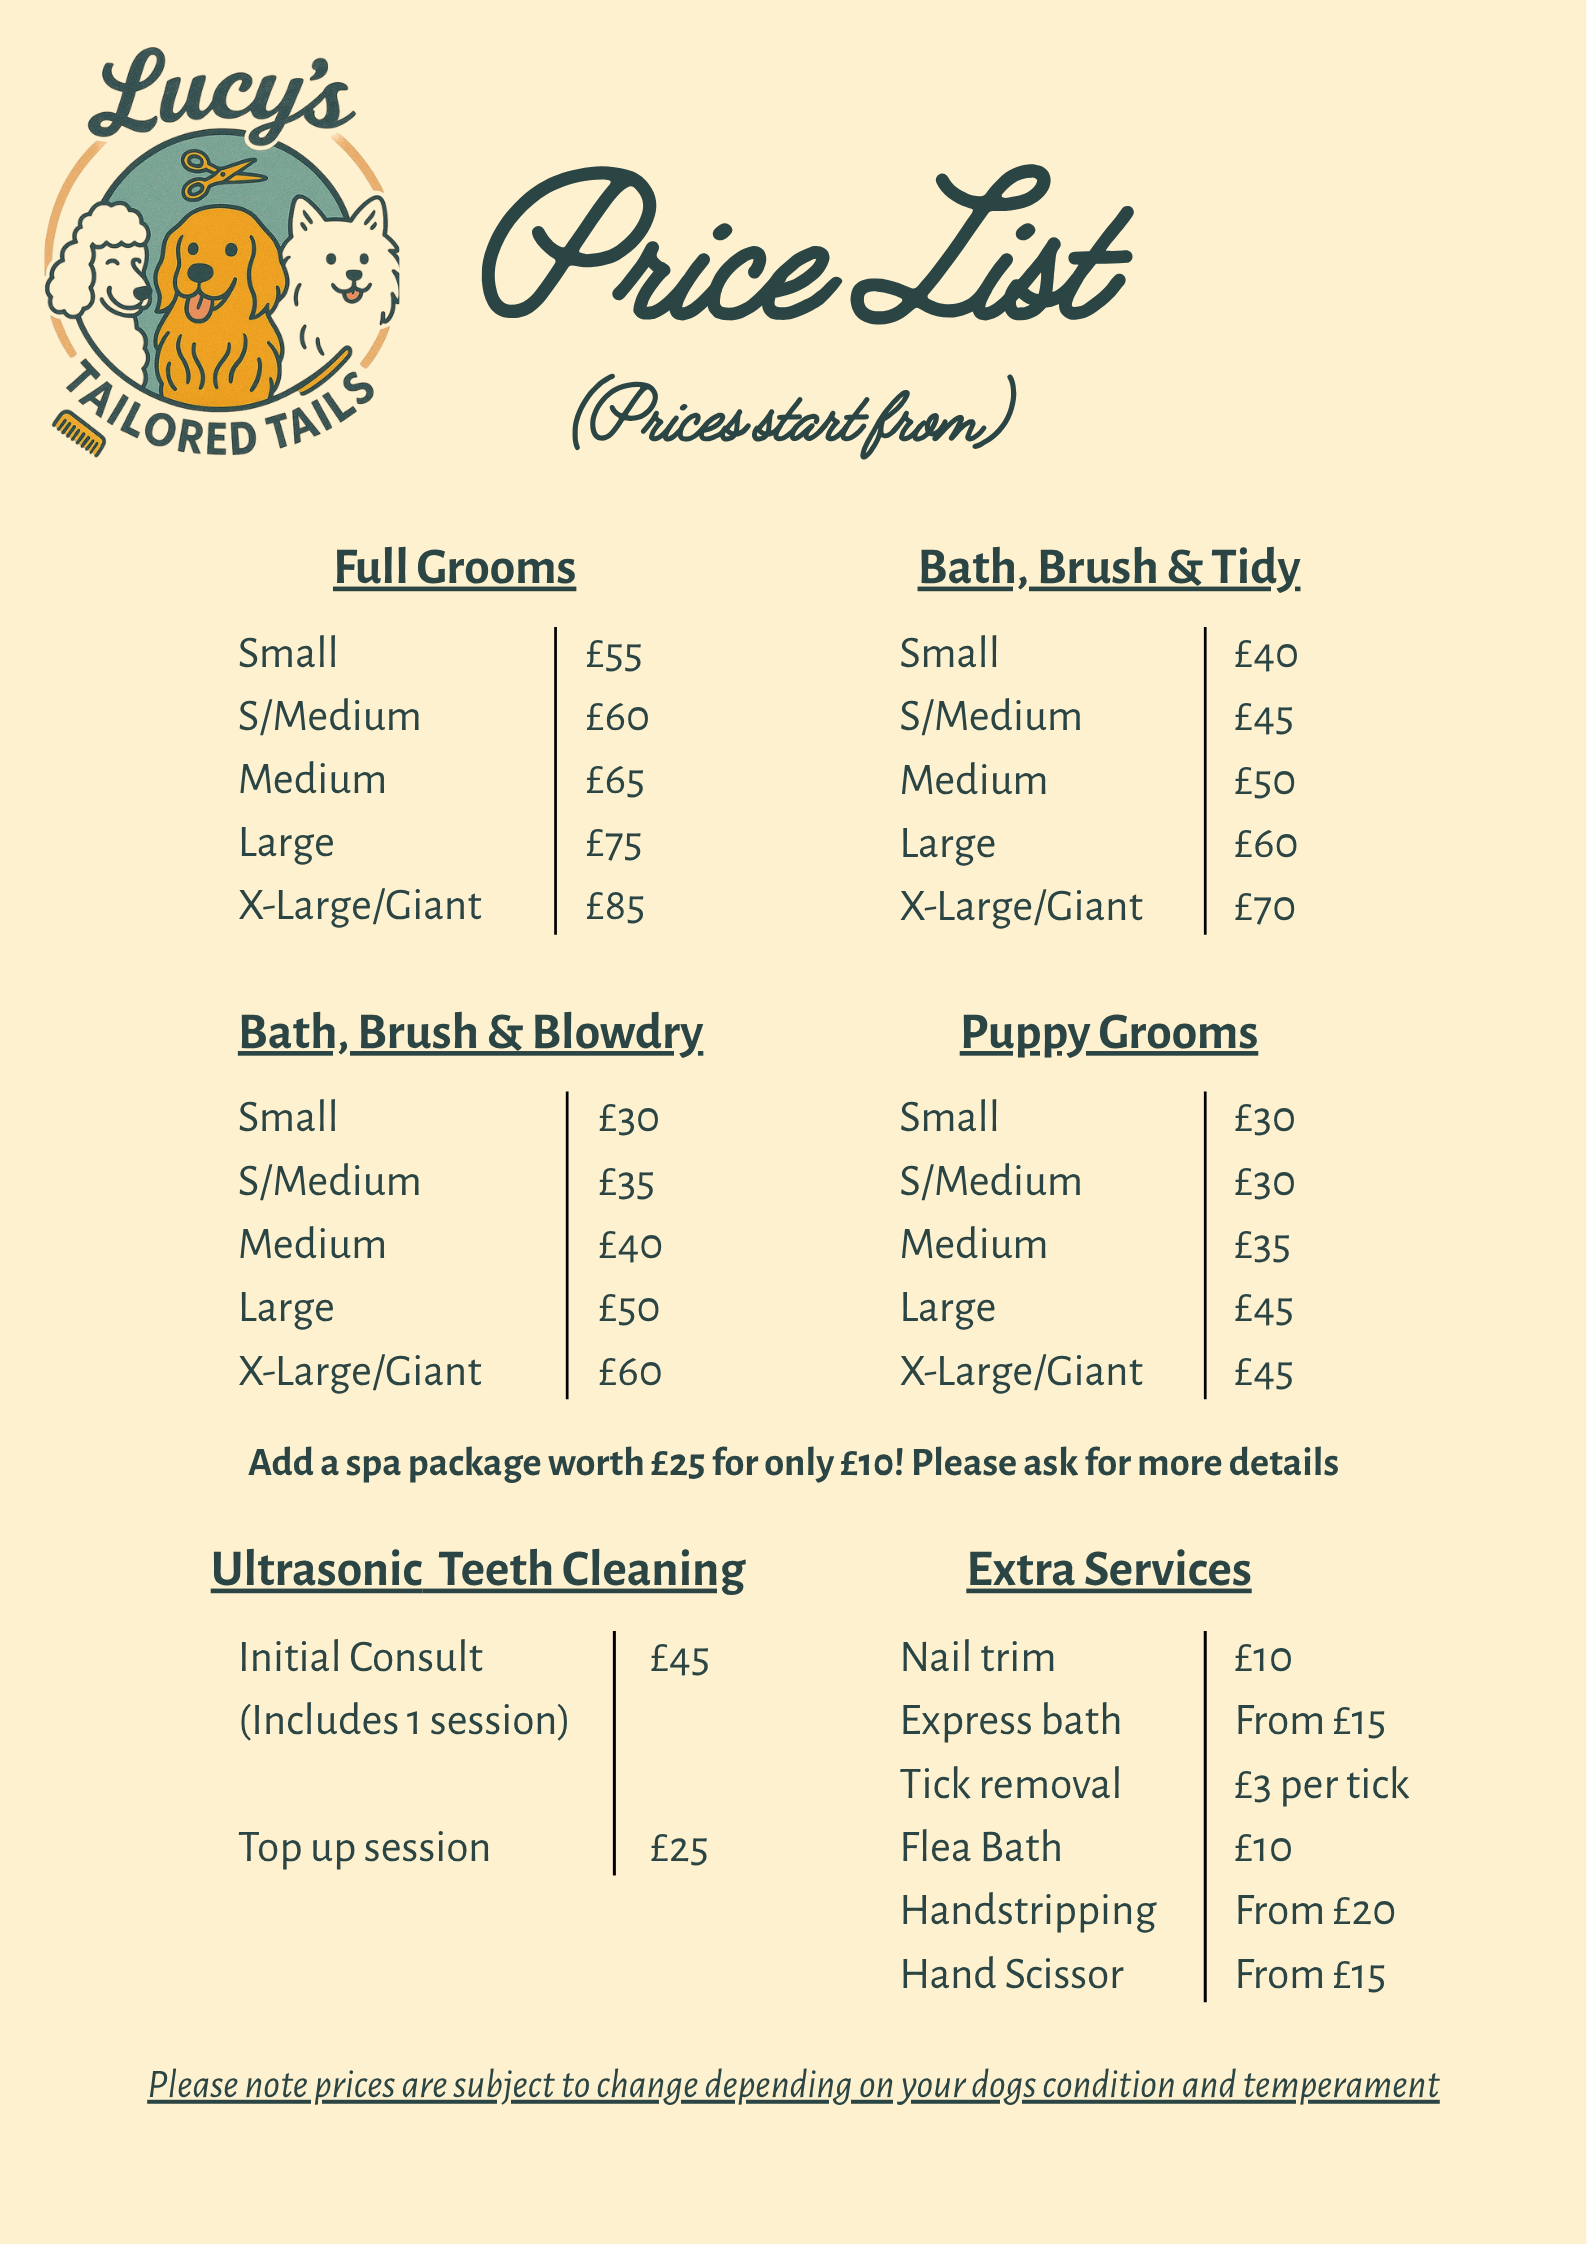 Lucy's
TAILORED TAILS
Price List
(Prices start from)
Full Grooms
Small £55
S/Medium £60
Medium £65
Large £75
X-Large/Giant £85
Bath, Brush & Tidy
Small £40
S/Medium £45
Medium £50
Large £60
X-Large/Giant £70
Bath, Brush & Blowdry
Small £30
S/Medium £35
Medium £40
Large £50
X-Large/Giant £60
Puppy Grooms
Small £30
S/Medium £30
Medium £35
Large £45
X-Large/Giant £45
Add a spa package worth £25 for only £10! Please ask for more details
Ultrasonic Teeth Cleaning
Initial Consult £45
(Includes 1 session)
Top up session £25
Extra Services
Nail trim £10
Express bath From £15
Tick removal £3 per tick
Flea Bath £10
Handstripping From £20
Hand Scissor From £15
Please note prices are subject to change depending on your dogs condition and temperament